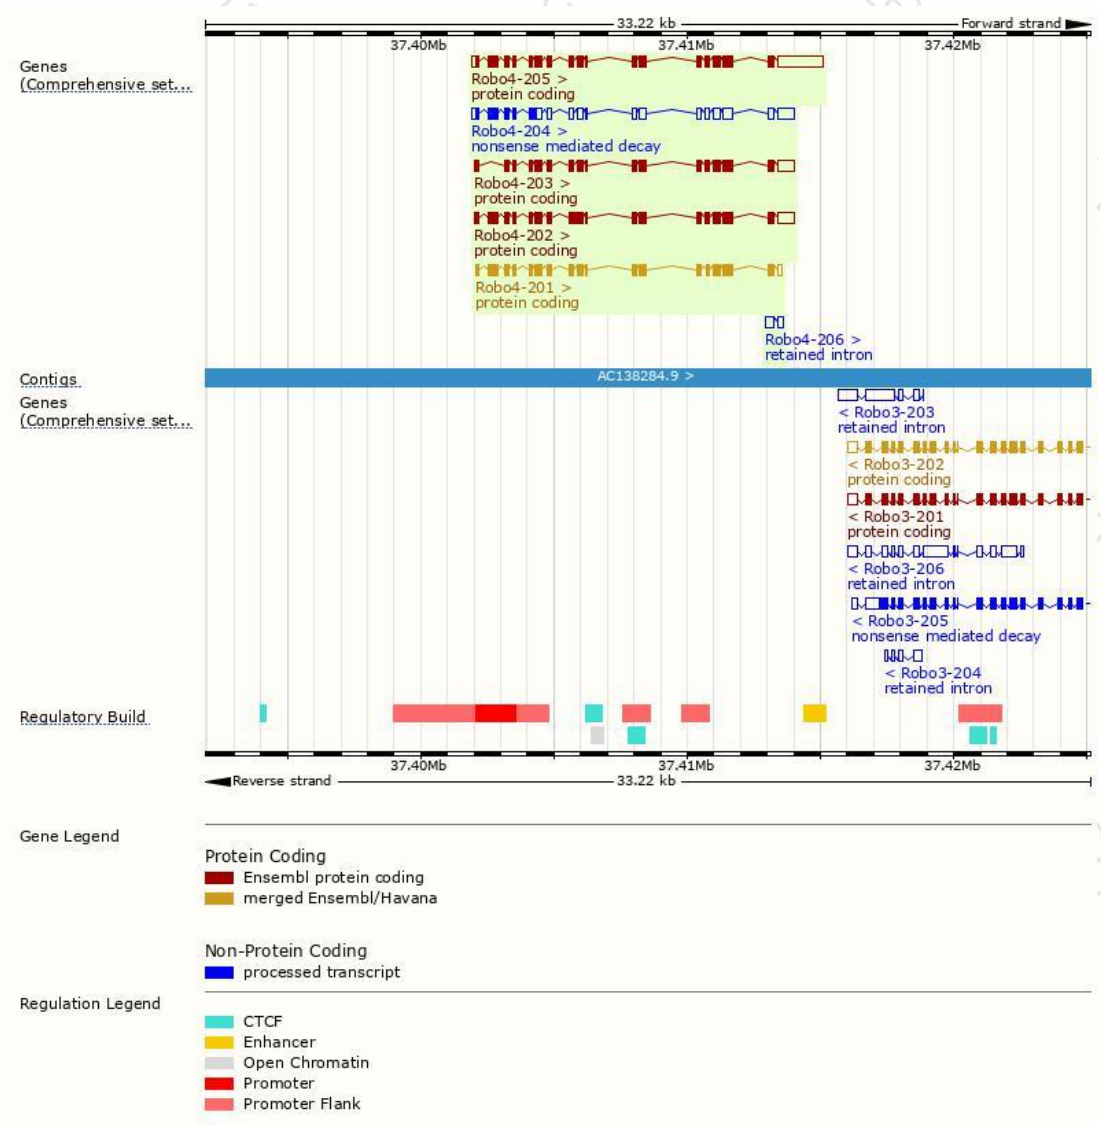 33.22 kb
Forward strand
37.40Mb 37.41Mb 37.42Mb
Genes
(Comprehensive set...
Robo4-205 >
protein coding
Robo4-204 >
nonsense mediated decay
Robo4-203 >
protein coding
Robo4-202 >
protein coding
Robo4-201 >
protein coding
Robo4-206 >
retained intron
Contigs
AC138284.9 >
Genes
(Comprehensive set...
< Robo3-203
retained intron
< Robo3-202
protein coding
< Robo3-201
protein coding
< Robo3-206
retained intron
< Robo3-205
nonsense mediated decay
< Robo3-204
retained intron
Regulatory Build
37.40Mb 37.41Mb 37.42Mb
Reverse strand
33.22 kb
Gene Legend
Protein Coding
Ensembl protein coding
merged Ensembl/Havana
Non-Protein Coding
processed transcript
Regulation Legend
CTCF
Enhancer
Open Chromatin
Promoter
Promoter Flank